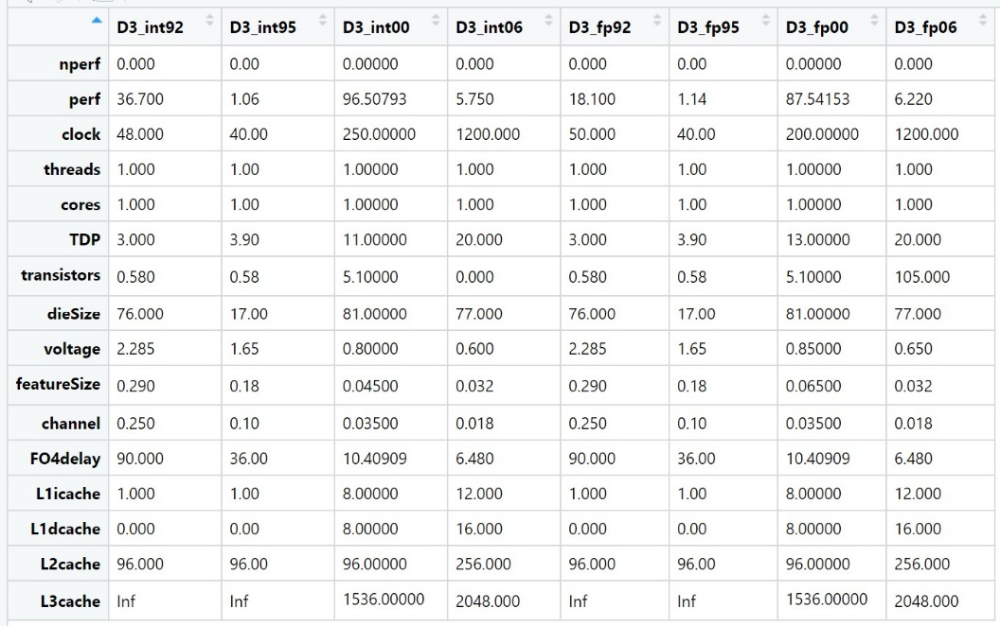 D3_int92 D3_int95 D3_int00 D3_int06 D3_fp92 D3_fp95 D3_fp00 D3_fp06
nperf 0.000 0.00 0.00000 0.000 0.000 0.00 0.00000 0.000
perf 36.700 1.06 96.50793 5.750 18.100 1.14 87.54153 6.220
clock 48.000 40.00 250.00000 1200.000 50.000 40.00 200.00000 1200.000
threads 1.000 1.00 1.00000 1.000 1.000 1.00 1.00000 1.000
cores 1.000 1.00 1.00000 1.000 1.000 1.00 1.00000 1.000
TDP 3.000 3.90 11.00000 20.000 3.000 3.90 13.00000 20.000
transistors 0.580 0.58 5.10000 0.000 0.580 0.58 5.10000 105.000
dieSize 76.000 17.00 81.00000 77.000 76.000 17.00 81.00000 77.000
voltage 2.285 1.65 0.80000 0.600 2.285 1.65 0.85000 0.650
featureSize 0.290 0.18 0.04500 0.032 0.290 0.18 0.06500 0.032
channel 0.250 0.10 0.03500 0.018 0.250 0.10 0.03500 0.018
FO4delay 90.000 36.00 10.40909 6.480 90.000 36.00 10.40909 6.480
L1icache 1.000 1.00 8.00000 12.000 1.000 1.00 8.00000 12.000
L1dcache 0.000 0.00 8.00000 16.000 0.000 0.00 8.00000 16.000
L2cache 96.000 96.00 96.00000 256.000 96.000 96.00 96.00000 256.000
L3cache Inf Inf 1536.00000 2048.000 Inf Inf 1536.00000 2048.000